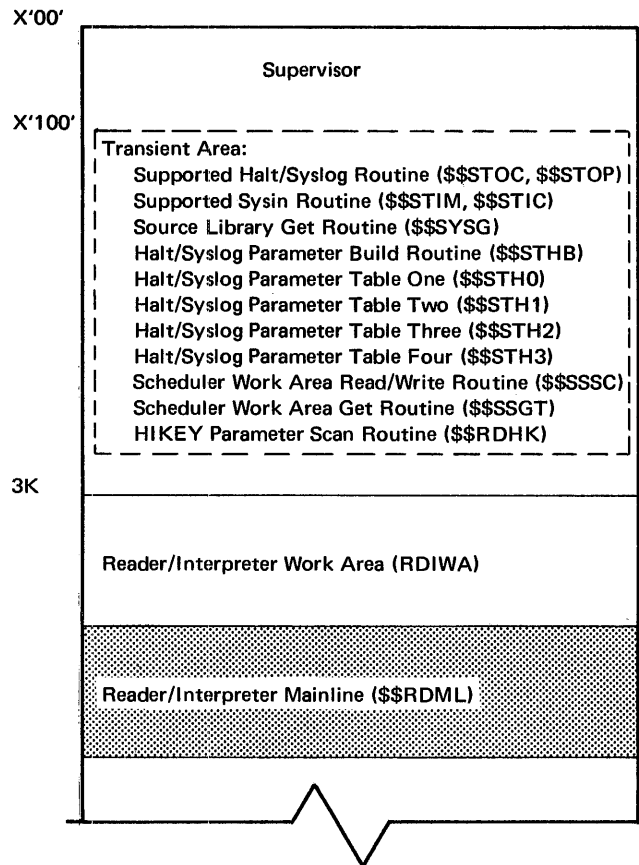 X'00'
Supervisor
X'100'
Transient Area:
Supported Halt/Syslog Routine ($$STOC, $$STOP)
Supported Sysin Routine ($$STIM, $$STIC)
Source Library Get Routine ($$SYSG)
Halt/Syslog Parameter Build Routine ($$STHB)
Halt/Syslog Parameter Table One ($$STH0)
Halt/Syslog Parameter Table Two ($$STH1)
Halt/Syslog Parameter Table Three ($$STH2)
Halt/Syslog Parameter Table Four ($$STH3)
Scheduler Work Area Read/Write Routine ($$SSSC)
Scheduler Work Area Get Routine ($$SSGT)
HIKEY Parameter Scan Routine ($$RDHK)
3K
Reader/Interpreter Work Area (RDIWA)
Reader/Interpreter Mainline ($$RDML)